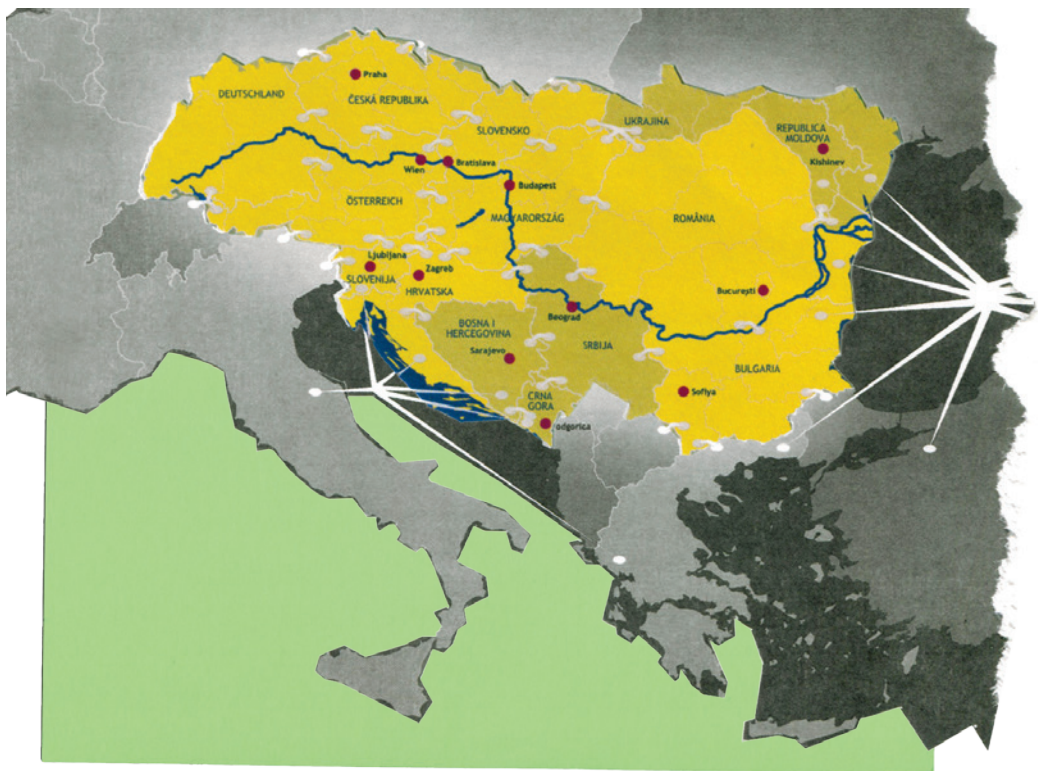 Praha
DEUTSCHLAND
ČESKÁ REPUBLIKA
UKRAJINA
REPUBLICA
MOLDOVA
SLOVENSKO
Kishinev
Wien
Bratislava
Budapest
ÖSTERREICH
MAGYARORSZÁG
ROMÂNIA
Ljubljana
Zagreb
SLOVENIJA
HRVATSKA
Bucureşti
Beograd
BOSNA I
HERCEGOVINA
SRBIJA
Sarajevo
BULGARIA
CRNA
GORA
Sofiya
odgorica